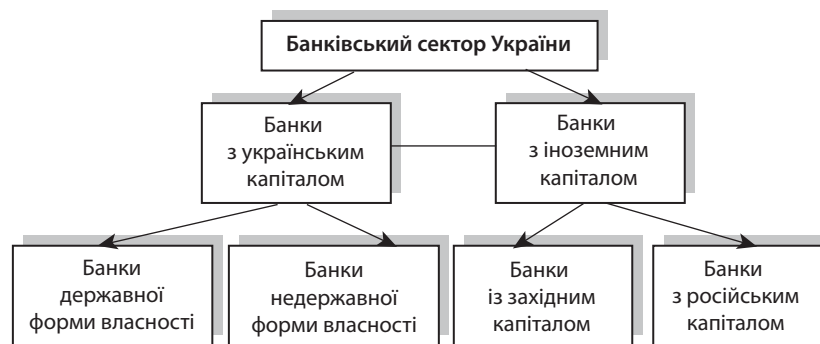 Банківський сектор України
Банки
з українським
капіталом
Банки
з іноземним
капіталом
Банки
державної
форми власності
Банки
недержавної
форми власності
Банки
із західним
капіталом
Банки
з російським
капіталом